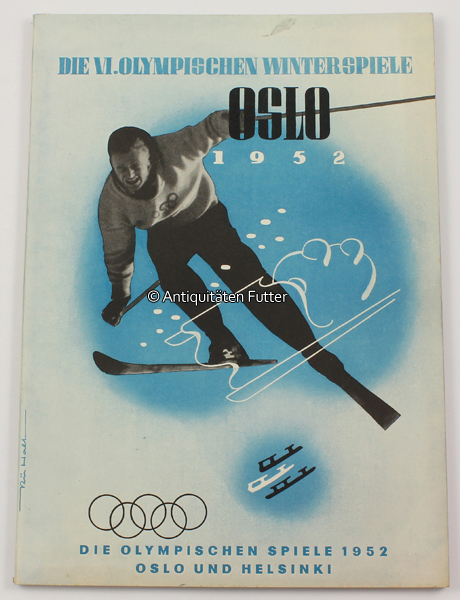 DIE VI. OLYMPISCHEN WINTERSPIELE
OSLO
1952
© Antiquitäten Futter
DIE OLYMPISCHEN SPIELE 1952
OSLO UND HELSINKI